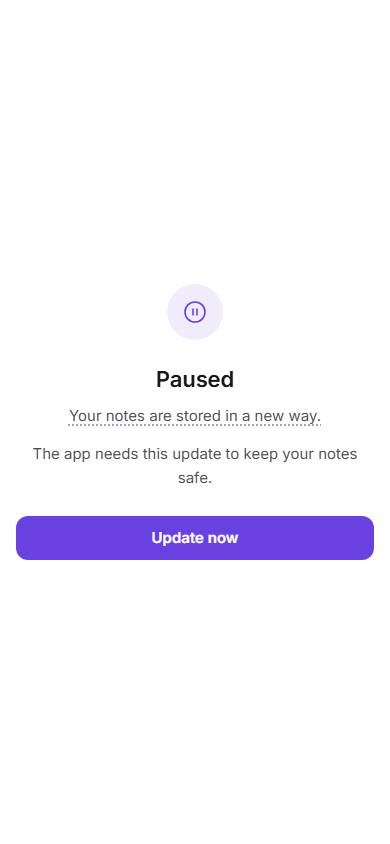 Paused
Your notes are stored in a new way.
The app needs this update to keep your notes
safe.
Update now